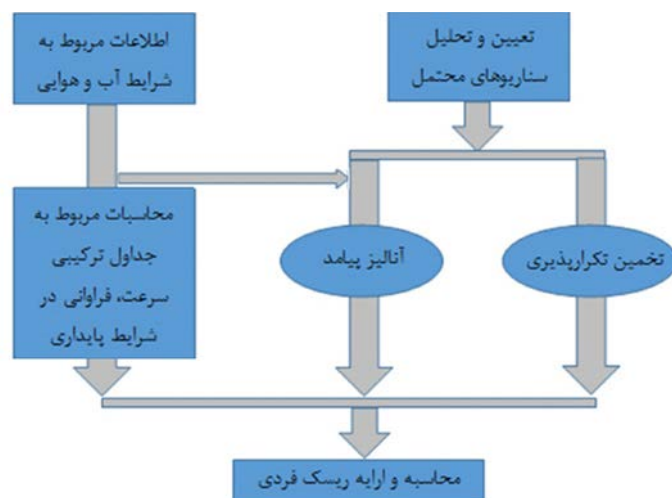 تعیین و تحلیل
سناریوهای محتمل
اطلاعات مربوط به
شرایط آب و هوایی
محاسبات مربوط به
جداول ترکیبی
سرعت، فراوانی در
شرایط پایداری
آنالیز پیامد
تخمین تکرارپذیری
محاسبه و ارایه ریسک فردی